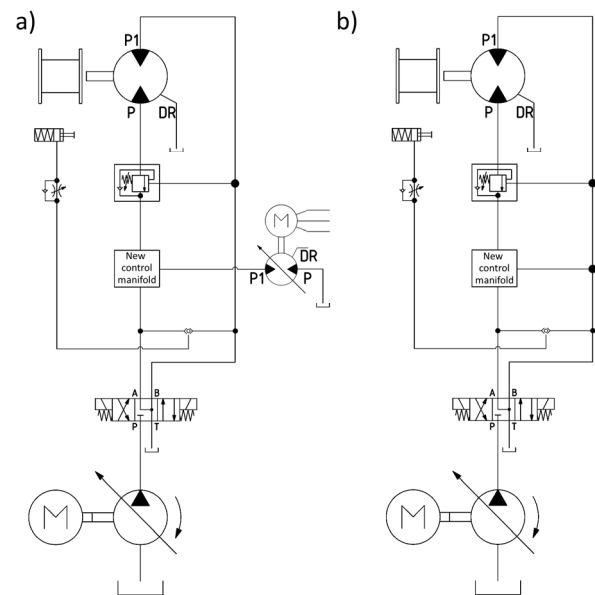 a)
P1
P
DR
M
New
control
manifold
DR
P1
P
A B
P T
M
b)
P1
P
DR
New
control
manifold
A B
P T
M